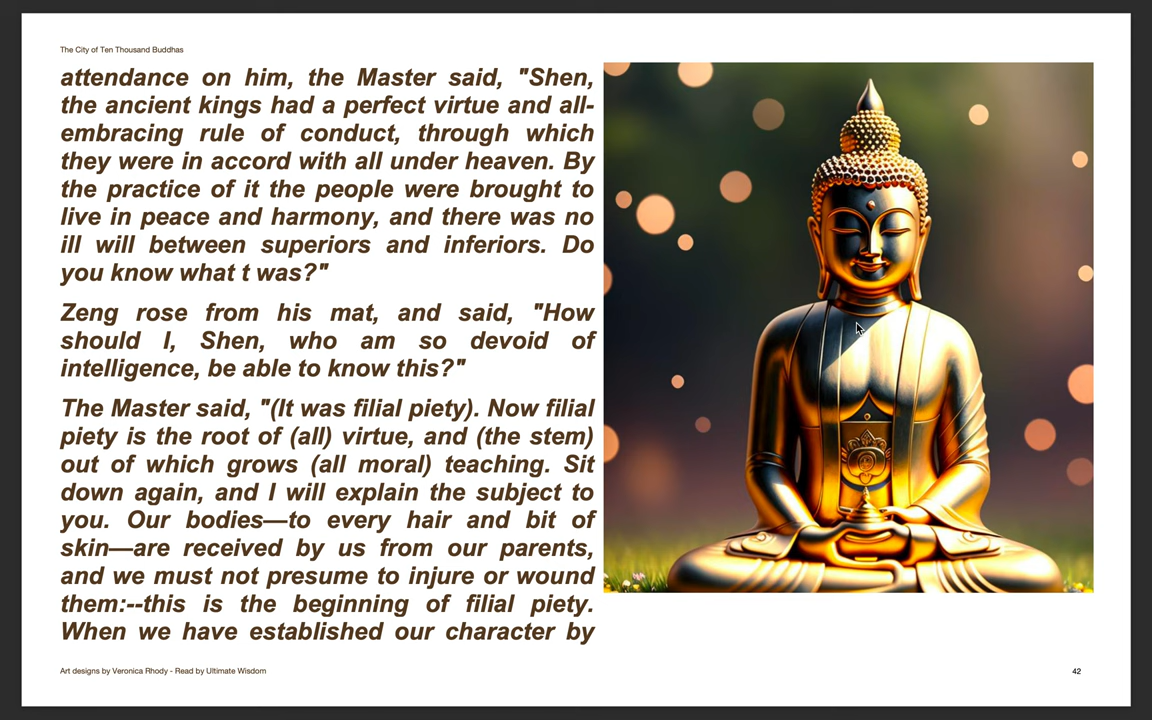 The City of Ten Thousand Buddhas
attendance on him, the Master said, "Shen,
the ancient kings had a perfect virtue and all-
embracing rule of conduct, through which
they were in accord with all under heaven. By
the practice of it the people were brought to
live in peace and harmony, and there was no
ill will between superiors and inferiors. Do
you know what t was?"
Zeng rose from his mat, and said, "How
should I, Shen, who am so devoid of
intelligence, be able to know this?"
The Master said, "(It was filial piety). Now filial
piety is the root of (all) virtue, and (the stem)
out of which grows (all moral) teaching. Sit
down again, and I will explain the subject to
you. Our bodies—to every hair and bit of
skin—are received by us from our parents,
and we must not presume to injure or wound
them:--this is the beginning of filial piety.
When we have established our character by
Art designs by Veronica Rhody - Read by Ultimate Wisdom
42